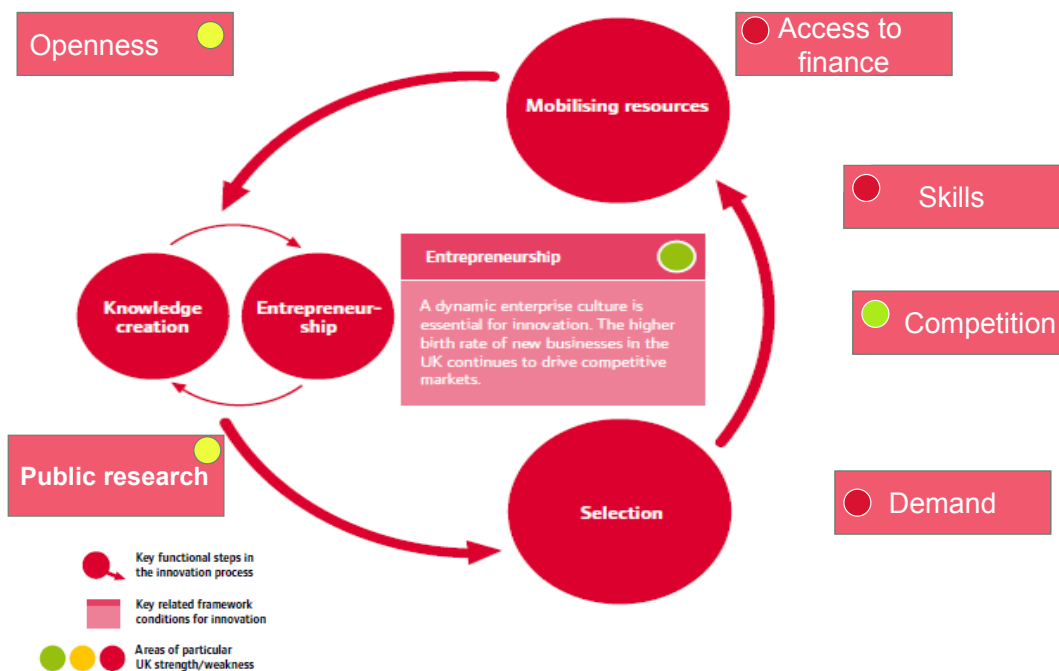 Openness
Access to
finance
Mobilising resources
Skills
Entrepreneurship
A dynamic enterprise culture is
essential for innovation. The higher
birth rate of new businesses in the
UK continues to drive competitive
markets.
Knowledge
creation
Entrepreneur-
ship
Competition
Public research
Selection
Demand
Key functional steps in
the innovation process
Key related framework
conditions for innovation
Areas of particular
UK strength/weakness